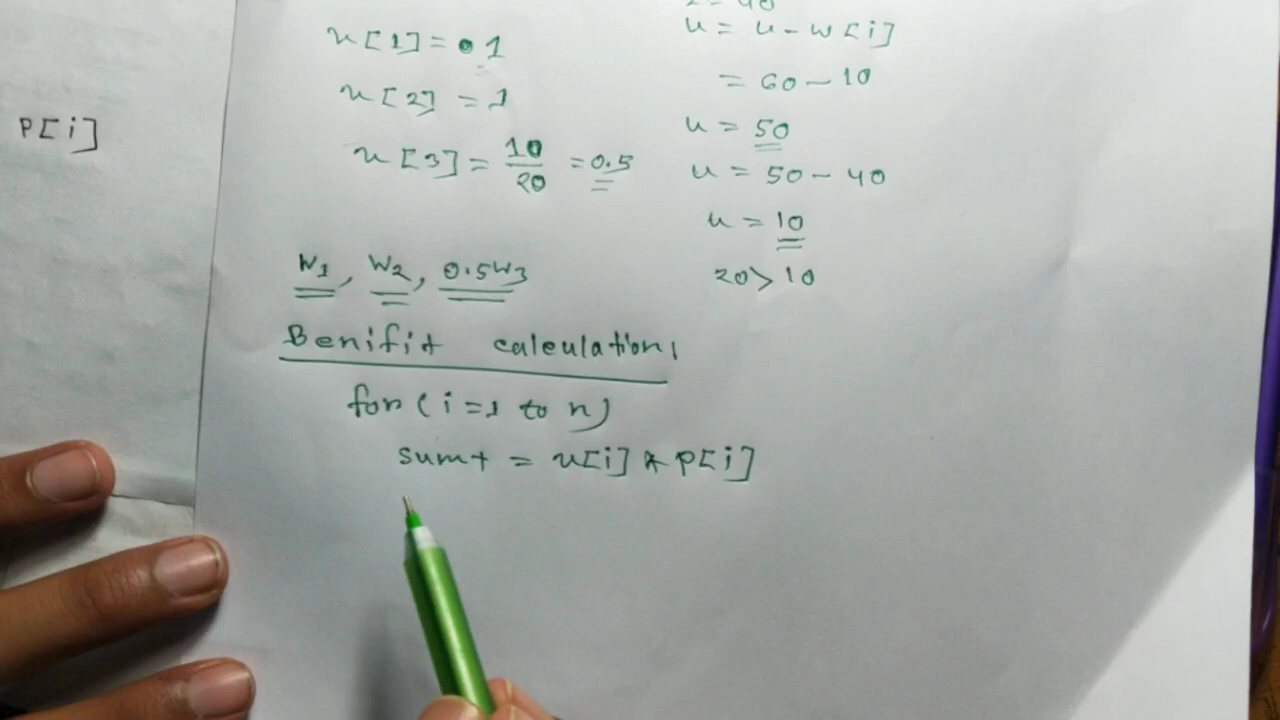 P[i]
x[1] = 1
x[2] = 1
x[3] = 10/20 = 0.5
W1, W2, 0.5W3
Benifit calculation,
for (i=1 to n)
sum+ = x[i] * p[i]
u = u - w[i]
= 60 - 10
u = 50
u = 50 - 40
u = 10
20 > 10